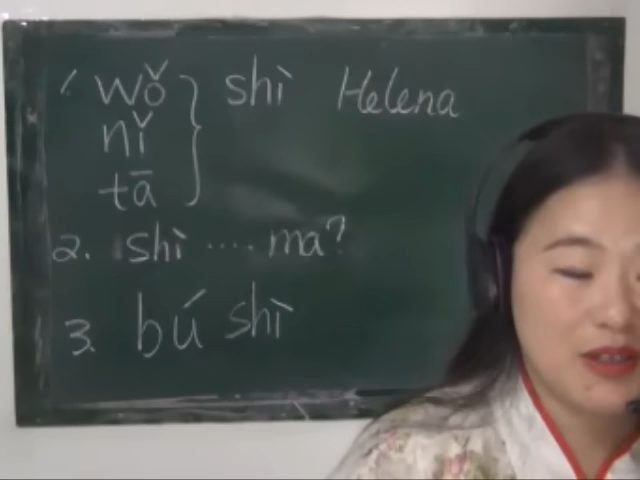 1 wǒ } shì Helena
nǐ
tā
2. shì .... ma?
3. bú shì